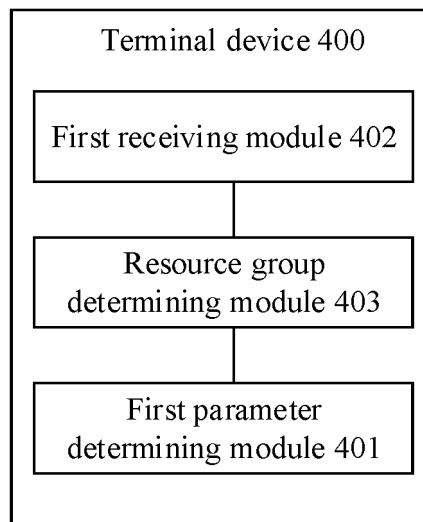 Terminal device 400
First receiving module 402
Resource group
determining module 403
First parameter
determining module 401